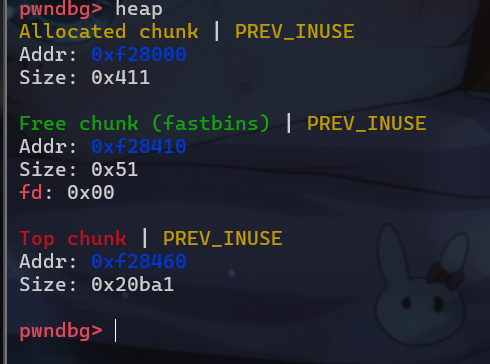 pwndbg> heap
Allocated chunk | PREV_INUSE
Addr: 0xf28000
Size: 0x411
Free chunk (fastbins) | PREV_INUSE
Addr: 0xf28410
Size: 0x51
fd: 0x00
Top chunk | PREV_INUSE
Addr: 0xf28460
Size: 0x20ba1
pwndbg>